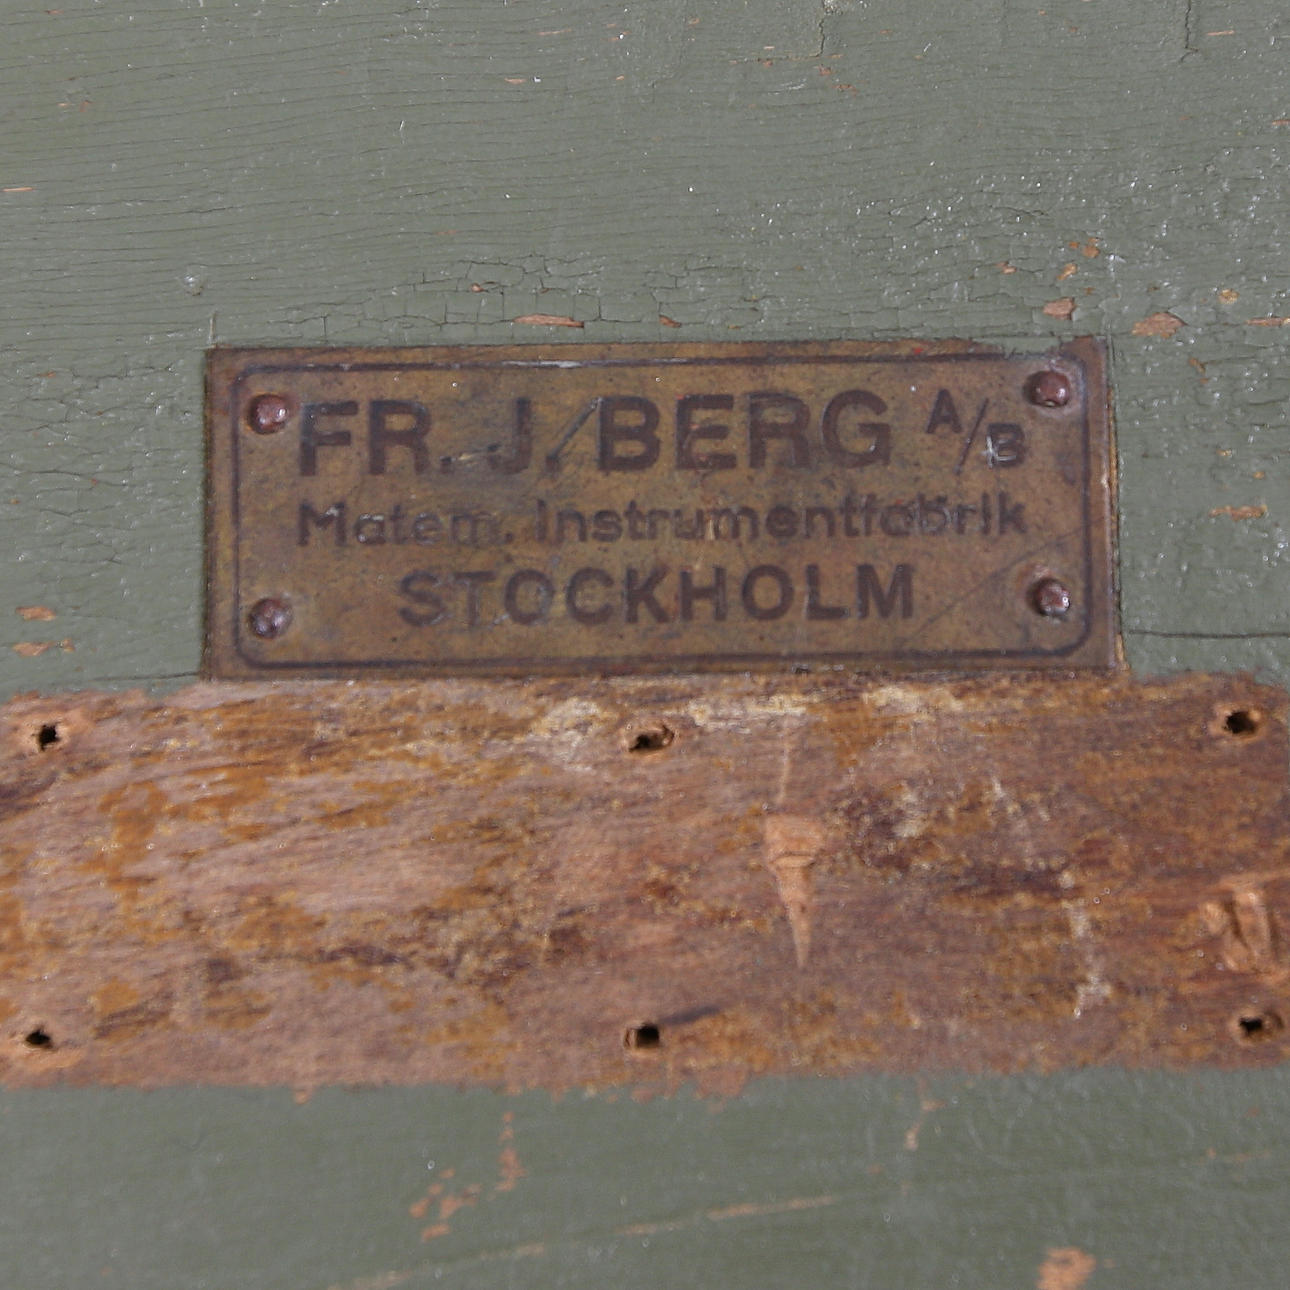 FR. J. BERG A/B
Matem. Instrumentfabrik
STOCKHOLM